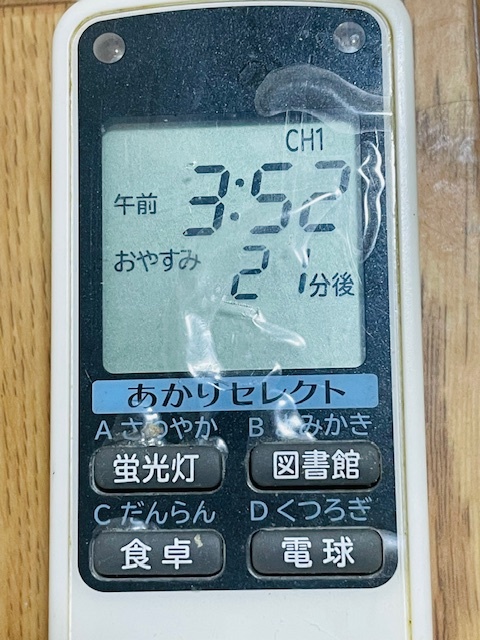 CH1
午前 3:52
おやすみ 21分後
あかりセレクト
A さわやか B よみかき
蛍光灯 図書館
C だんらん D くつろぎ
食卓 電球